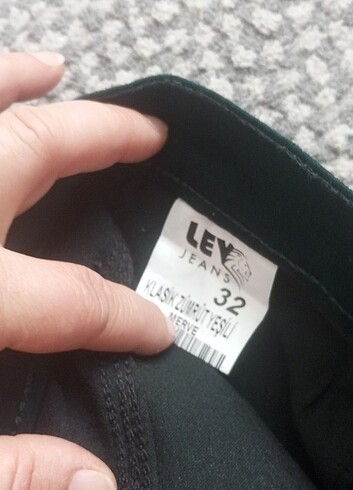 LEV
JEANS
32
KLASİK ZÜMRÜT YEŞİLİ
MERVE